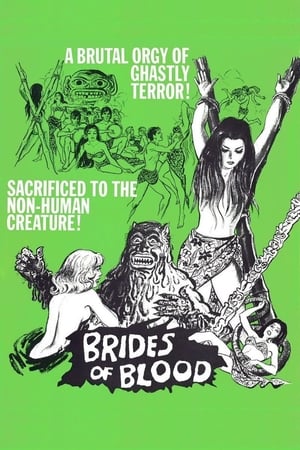 A BRUTAL ORGY OF
GHASTLY
TERROR!
SACRIFICED TO THE
NON-HUMAN
CREATURE!
BRIDES
OF BLOOD